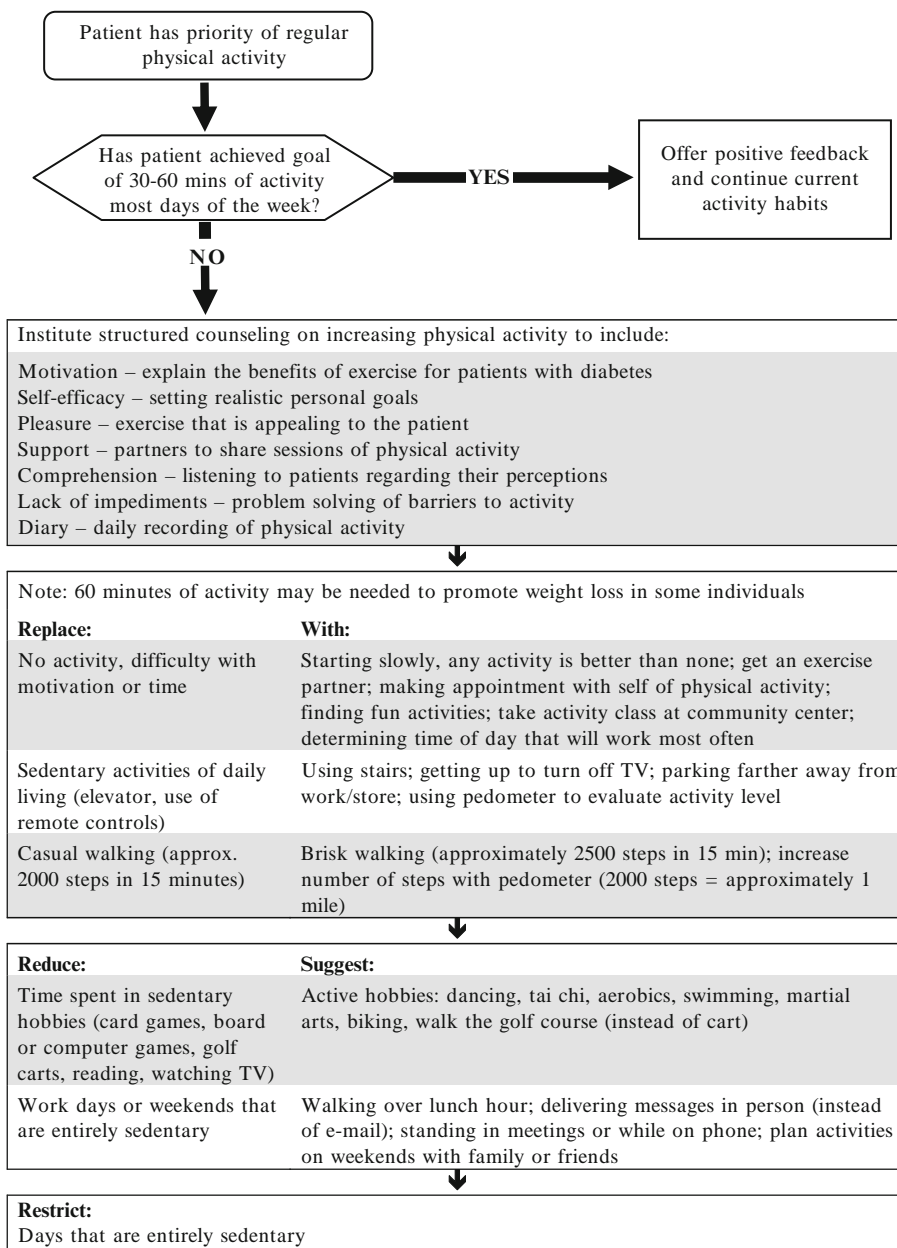 Patient has priority of regular
physical activity
Has patient achieved goal
of 30-60 mins of activity
most days of the week?
YES
Offer positive feedback
and continue current
activity habits
NO
Institute structured counseling on increasing physical activity to include:
Motivation – explain the benefits of exercise for patients with diabetes
Self-efficacy – setting realistic personal goals
Pleasure – exercise that is appealing to the patient
Support – partners to share sessions of physical activity
Comprehension – listening to patients regarding their perceptions
Lack of impediments – problem solving of barriers to activity
Diary – daily recording of physical activity
Note: 60 minutes of activity may be needed to promote weight loss in some individuals
Replace:
With:
No activity, difficulty with
motivation or time
Starting slowly, any activity is better than none; get an exercise
partner; making appointment with self of physical activity;
finding fun activities; take activity class at community center;
determining time of day that will work most often
Sedentary activities of daily
living (elevator, use of
remote controls)
Using stairs; getting up to turn off TV; parking farther away from
work/store; using pedometer to evaluate activity level
Casual walking (approx.
2000 steps in 15 minutes)
Brisk walking (approximately 2500 steps in 15 min); increase
number of steps with pedometer (2000 steps = approximately 1
mile)
Reduce:
Suggest:
Time spent in sedentary
hobbies (card games, board
or computer games, golf
carts, reading, watching TV)
Active hobbies: dancing, tai chi, aerobics, swimming, martial
arts, biking, walk the golf course (instead of cart)
Work days or weekends that
are entirely sedentary
Walking over lunch hour; delivering messages in person (instead
of e-mail); standing in meetings or while on phone; plan activities
on weekends with family or friends
Restrict:
Days that are entirely sedentary